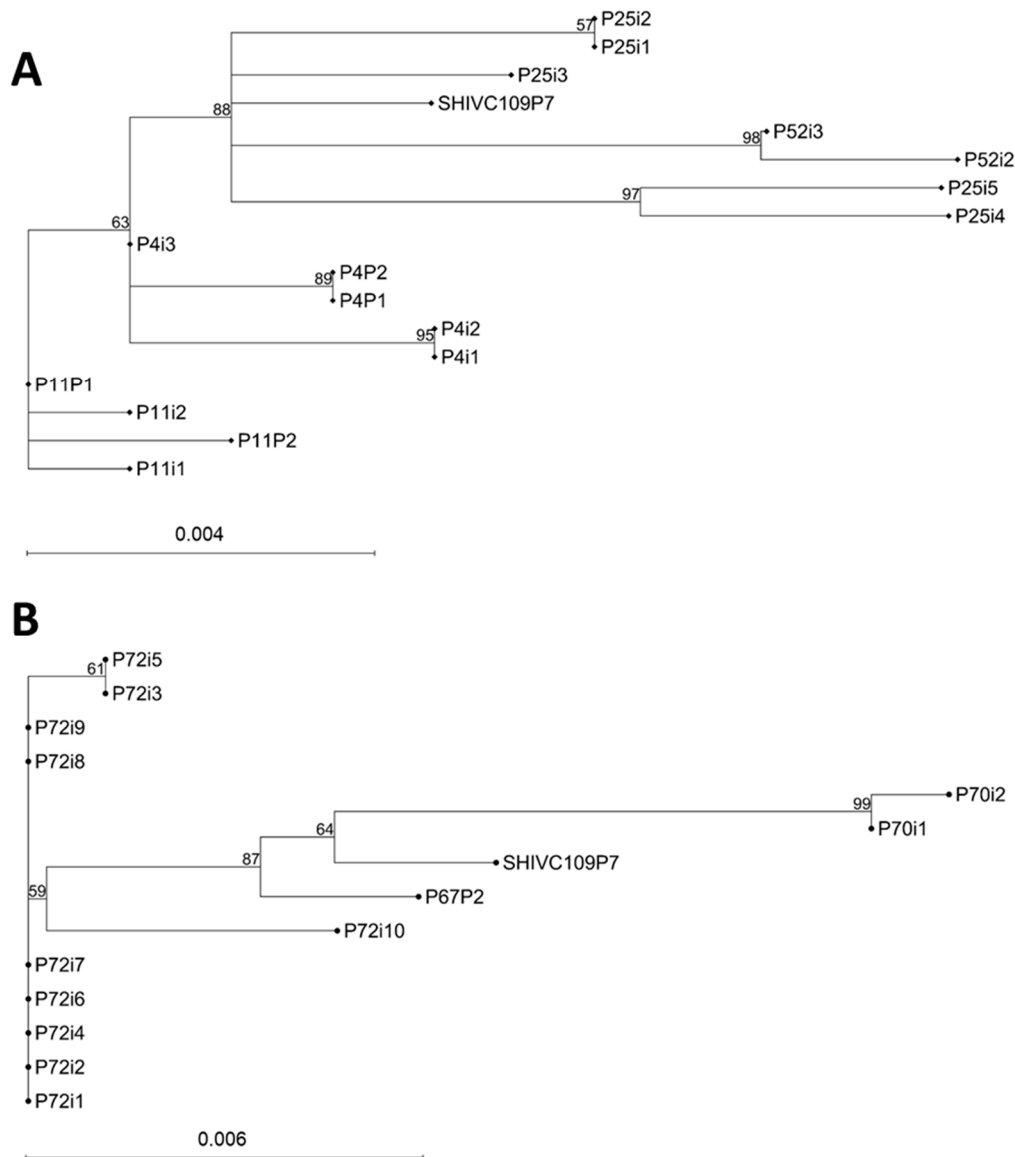 A
57
P25i2
P25i1
P25i3
88
SHIVC109P7
98
P52i3
P52i2
97
P25i5
P25i4
63
P4i3
89
P4P2
P4P1
95
P4i2
P4i1
P11P1
P11i2
P11P2
P11i1
0.004
B
61
P72i5
P72i3
P72i9
P72i8
99
P70i2
P70i1
64
87
SHIVC109P7
59
P67P2
P72i10
P72i7
P72i6
P72i4
P72i2
P72i1
0.006